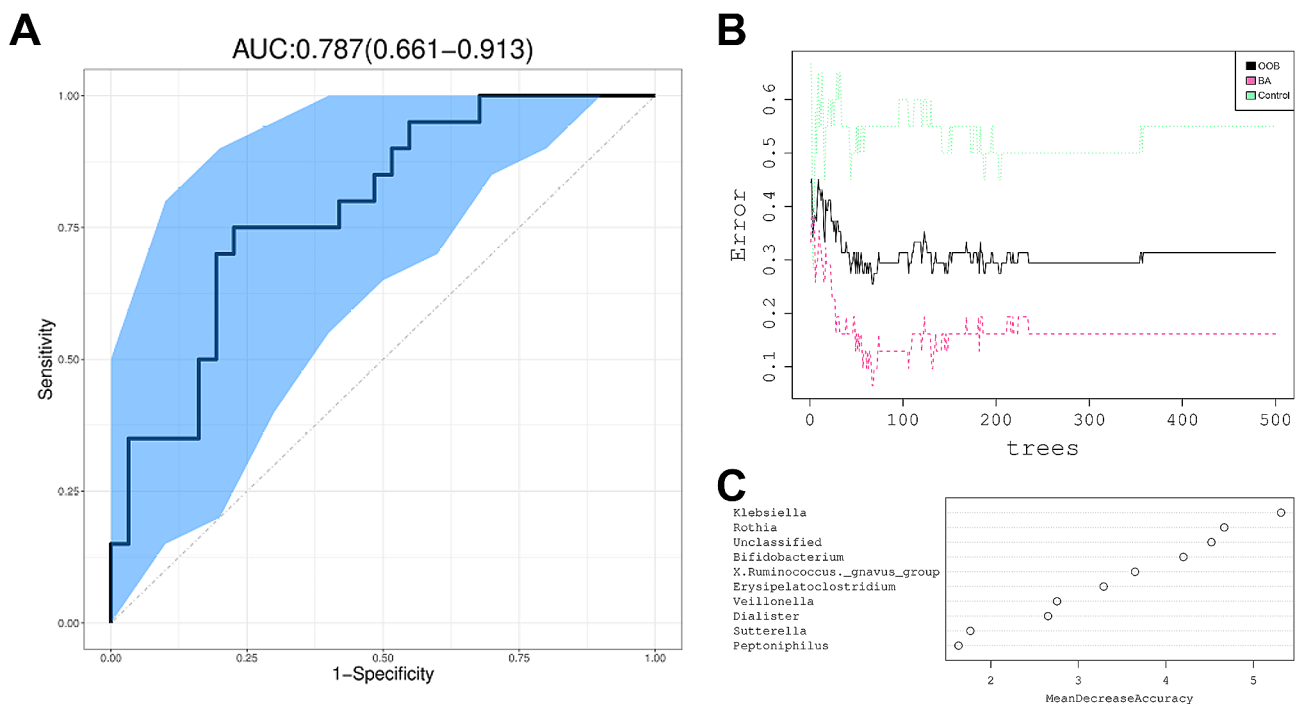 A
AUC:0.787(0.661−0.913)
Sensitivity
1.00
0.75
0.50
0.25
0.00
0.00 0.25 0.50 0.75 1.00
1−Specificity
B
OOB
BA
Control
Error
0.6
0.5
0.4
0.3
0.2
0.1
0 100 200 300 400 500
trees
C
Klebsiella
Rothia
Unclassified
Bifidobacterium
X.Ruminococcus._gnavus_group
Erysipelatoclostridium
Veillonella
Dialister
Sutterella
Peptoniphilus
2 3 4 5
MeanDecreaseAccuracy